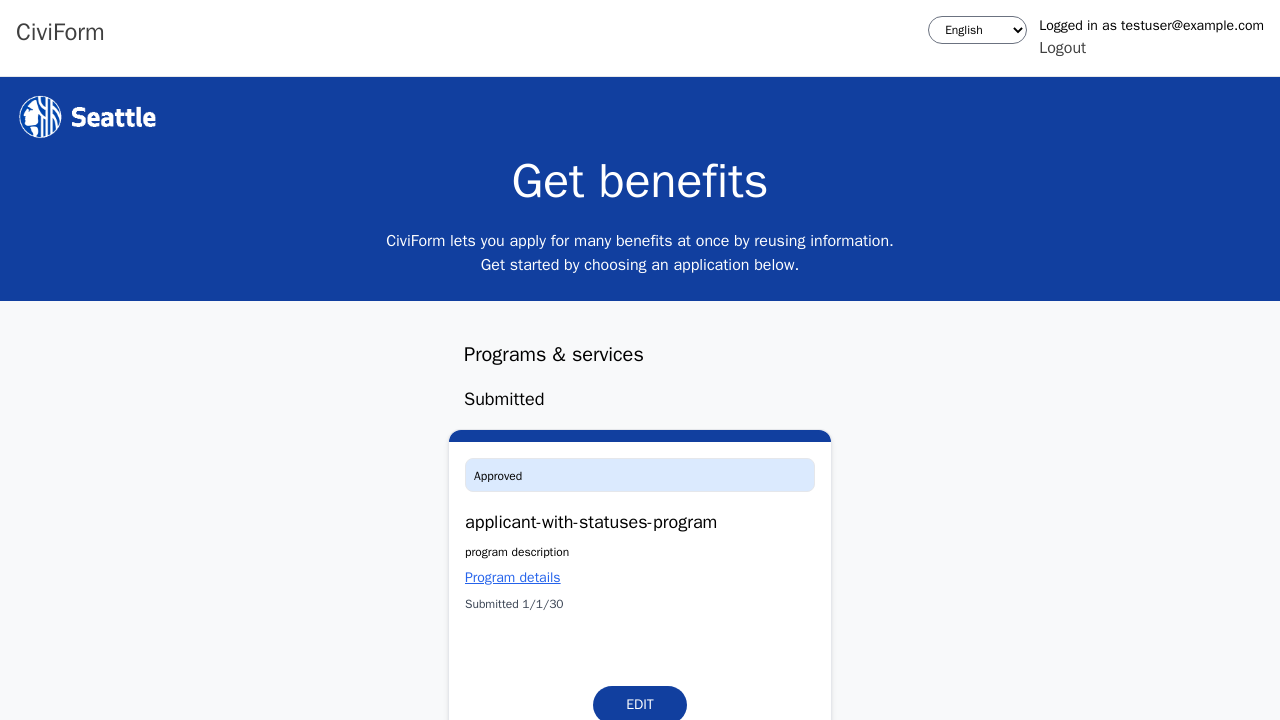 CiviForm
English
Logged in as testuser@example.com
Logout
Seattle
Get benefits
CiviForm lets you apply for many benefits at once by reusing information.
Get started by choosing an application below.
Programs & services
Submitted
Approved
applicant-with-statuses-program
program description
Program details
Submitted 1/1/30
EDIT